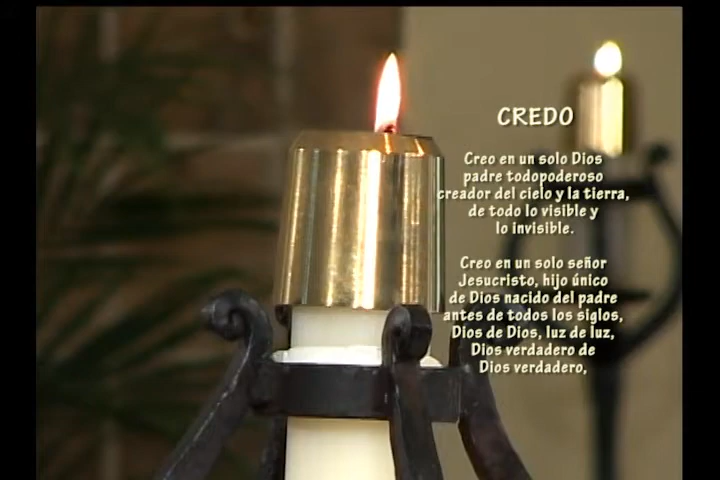 CREDO
Creo en un solo Dios
padre todopoderoso
creador del cielo y la tierra,
de todo lo visible y
lo invisible.
Creo en un solo señor
Jesucristo, hijo único
de Dios nacido del padre
antes de todos los siglos,
Dios de Dios, luz de luz,
Dios verdadero de
Dios verdadero,